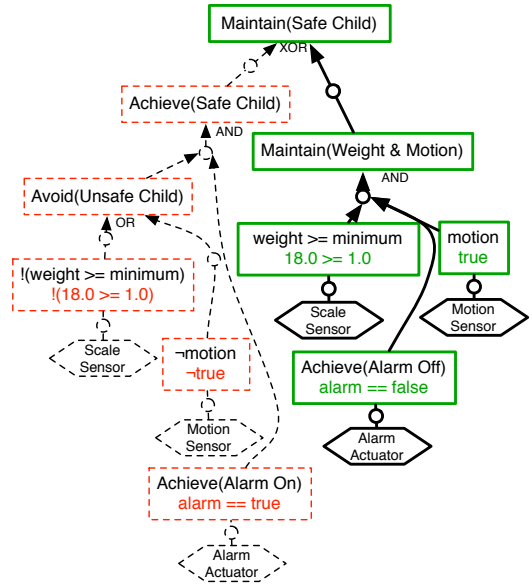 Maintain(Safe Child)
XOR
Achieve(Safe Child)
AND
Maintain(Weight & Motion)
AND
Avoid(Unsafe Child)
OR
weight >= minimum
18.0 >= 1.0
motion
true
!(weight >= minimum)
!(18.0 >= 1.0)
Scale
Sensor
Motion
Sensor
Scale
Sensor
¬motion
¬true
Achieve(Alarm Off)
alarm == false
Motion
Sensor
Alarm
Actuator
Achieve(Alarm On)
alarm == true
Alarm
Actuator